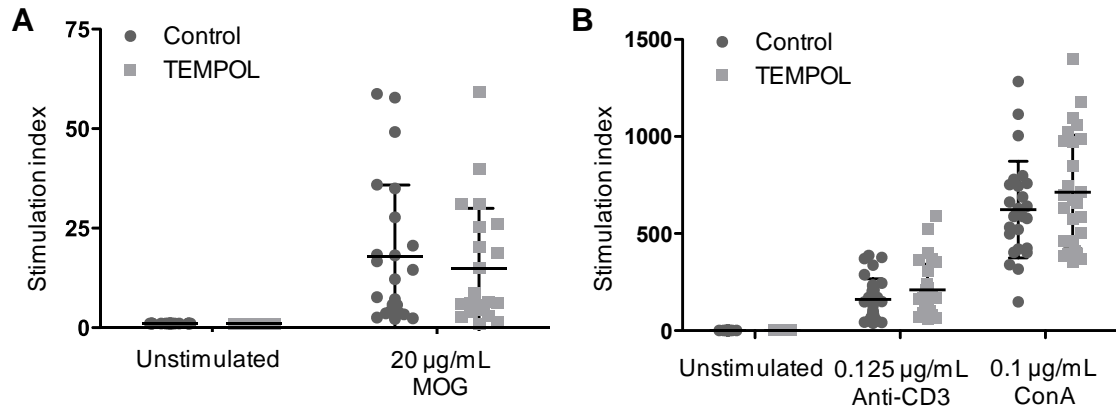 A
75
50
25
0
Stimulation index
Control
TEMPOL
Unstimulated
20 µg/mL
MOG
B
1500
1000
500
0
Stimulation index
Control
TEMPOL
Unstimulated
0.125 µg/mL
Anti-CD3
0.1 µg/mL
ConA